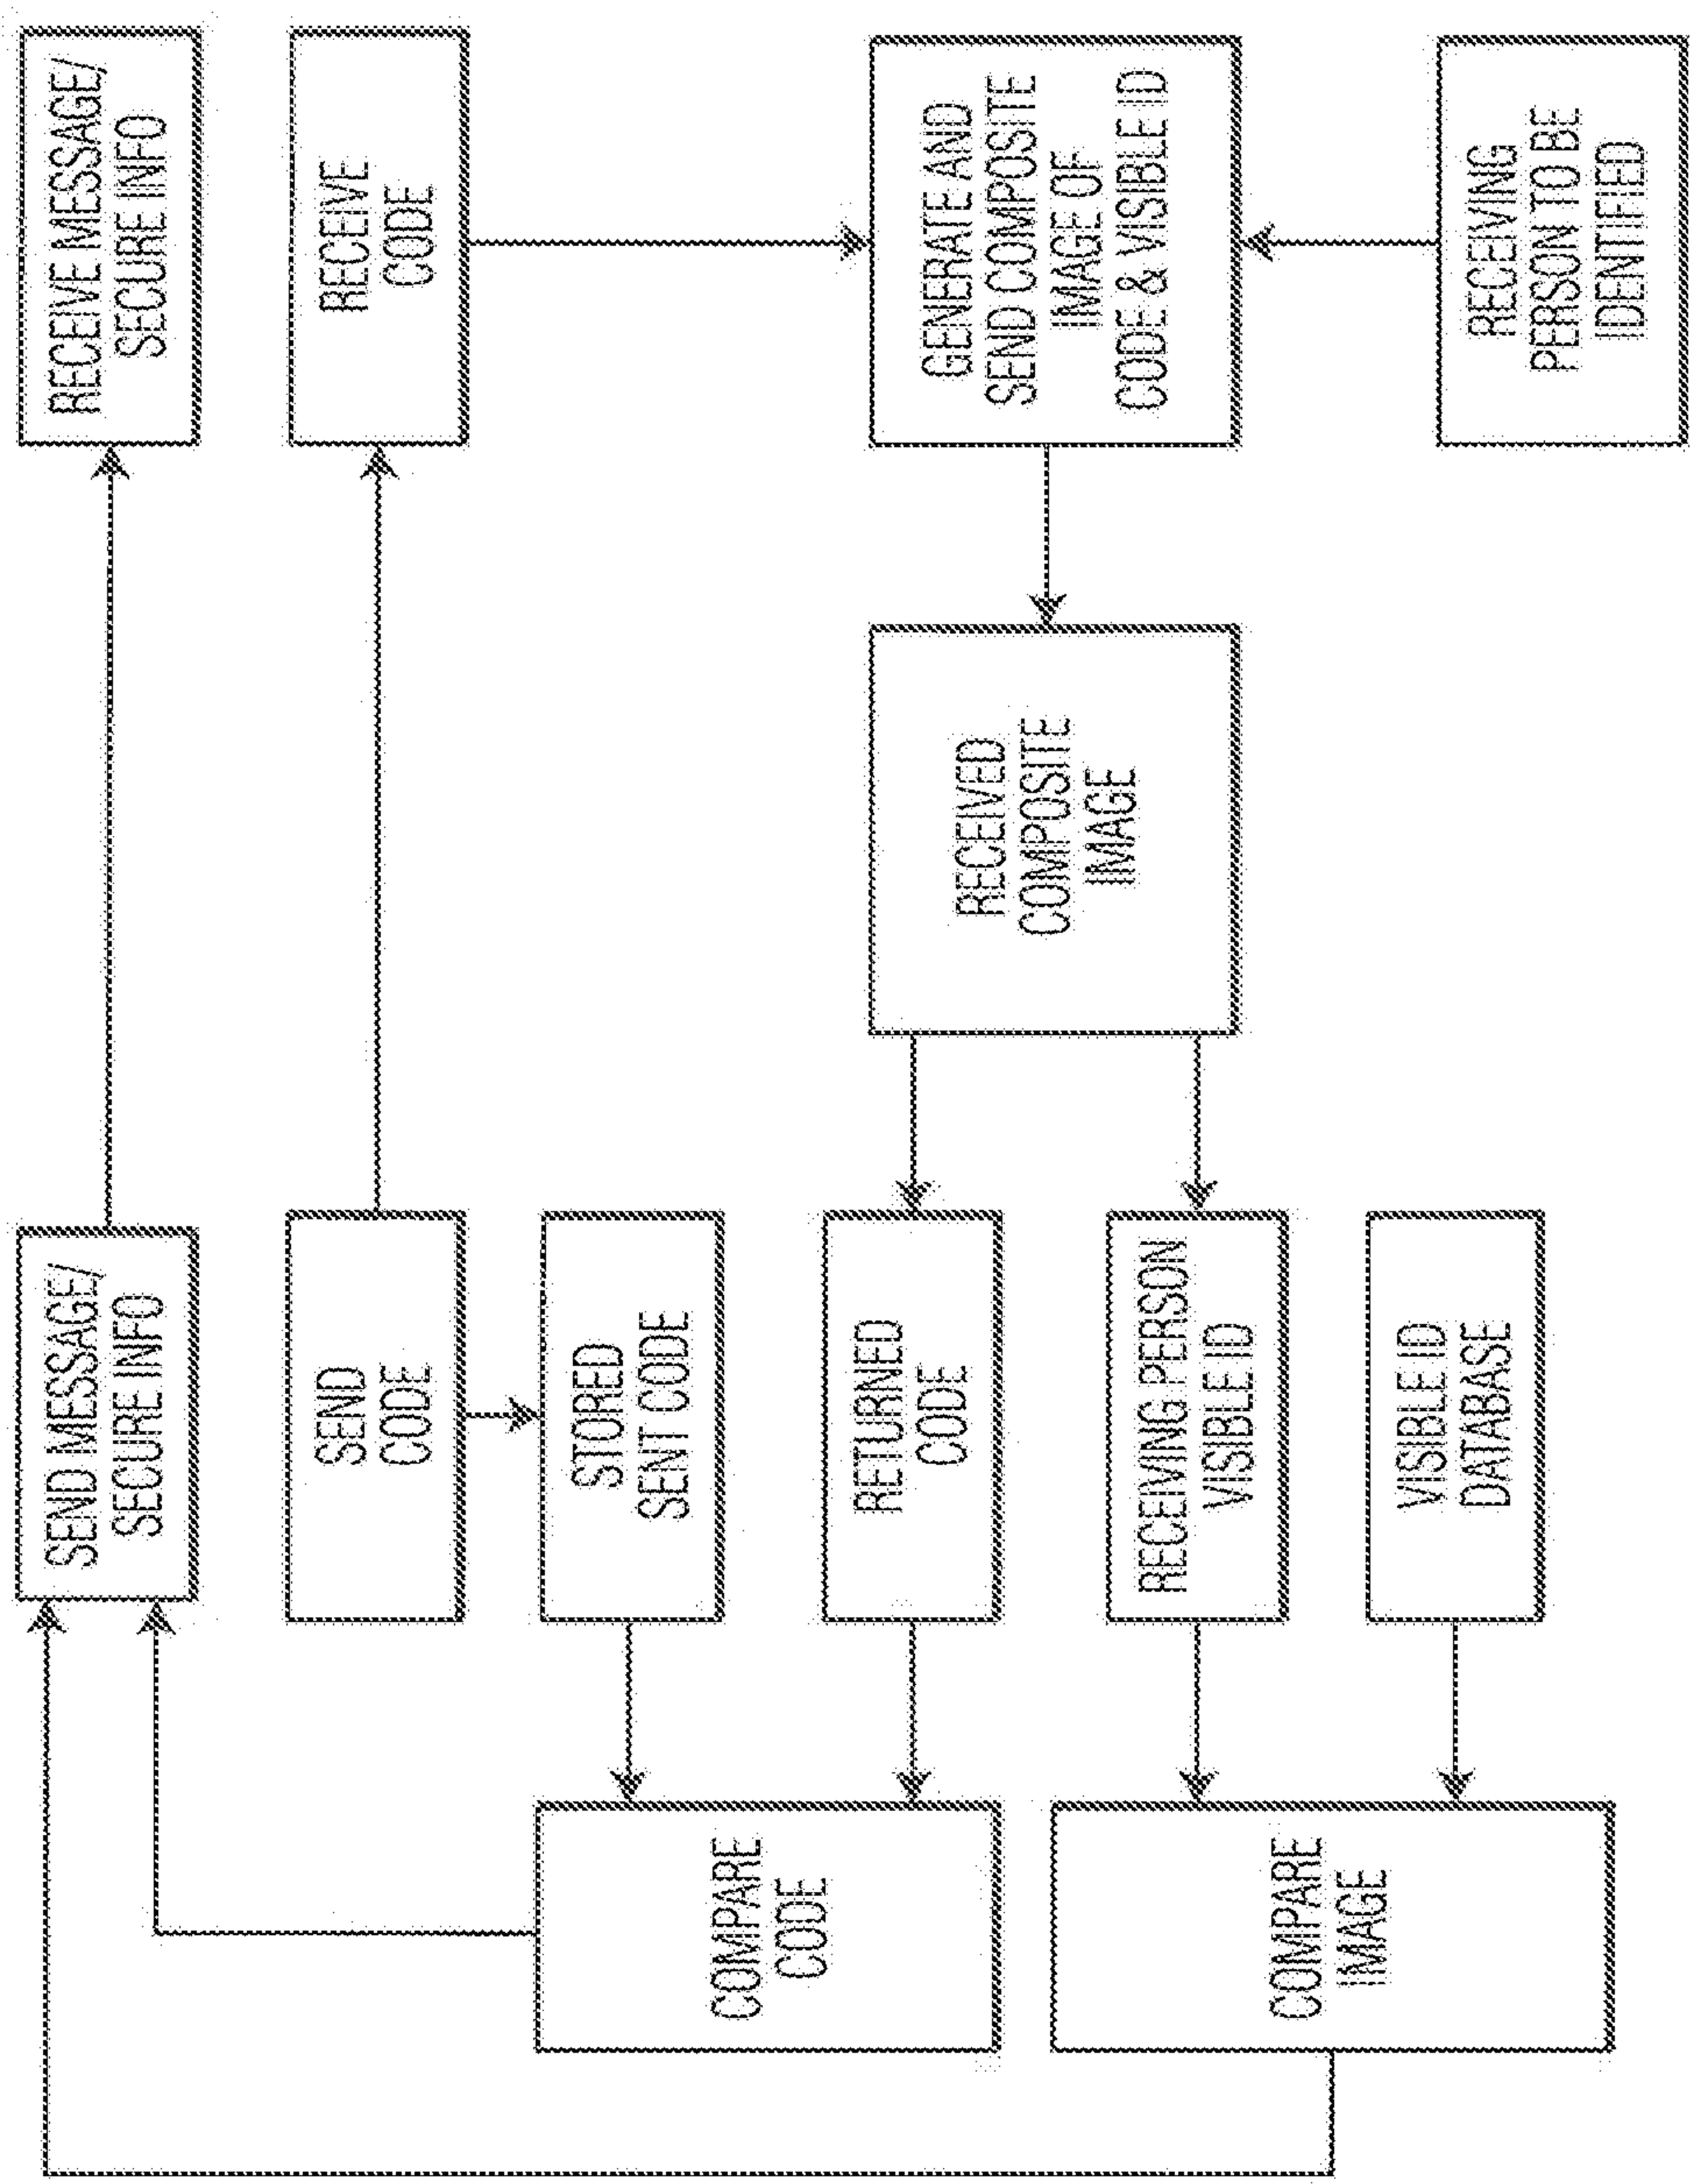 SEND MESSAGE/
SECURE INFO
RECEIVE MESSAGE/
SECURE INFO
SEND
CODE
RECEIVE
CODE
STORED
SENT CODE
COMPARE
CODE
RETURNED
CODE
RECEIVED
COMPOSITE
IMAGE
GENERATE AND
SEND COMPOSITE
IMAGE OF
CODE & VISIBLE ID
COMPARE
IMAGE
RECEIVING PERSON
VISIBLE ID
VISIBLE ID
DATABASE
RECEIVING
PERSON TO BE
IDENTIFIED